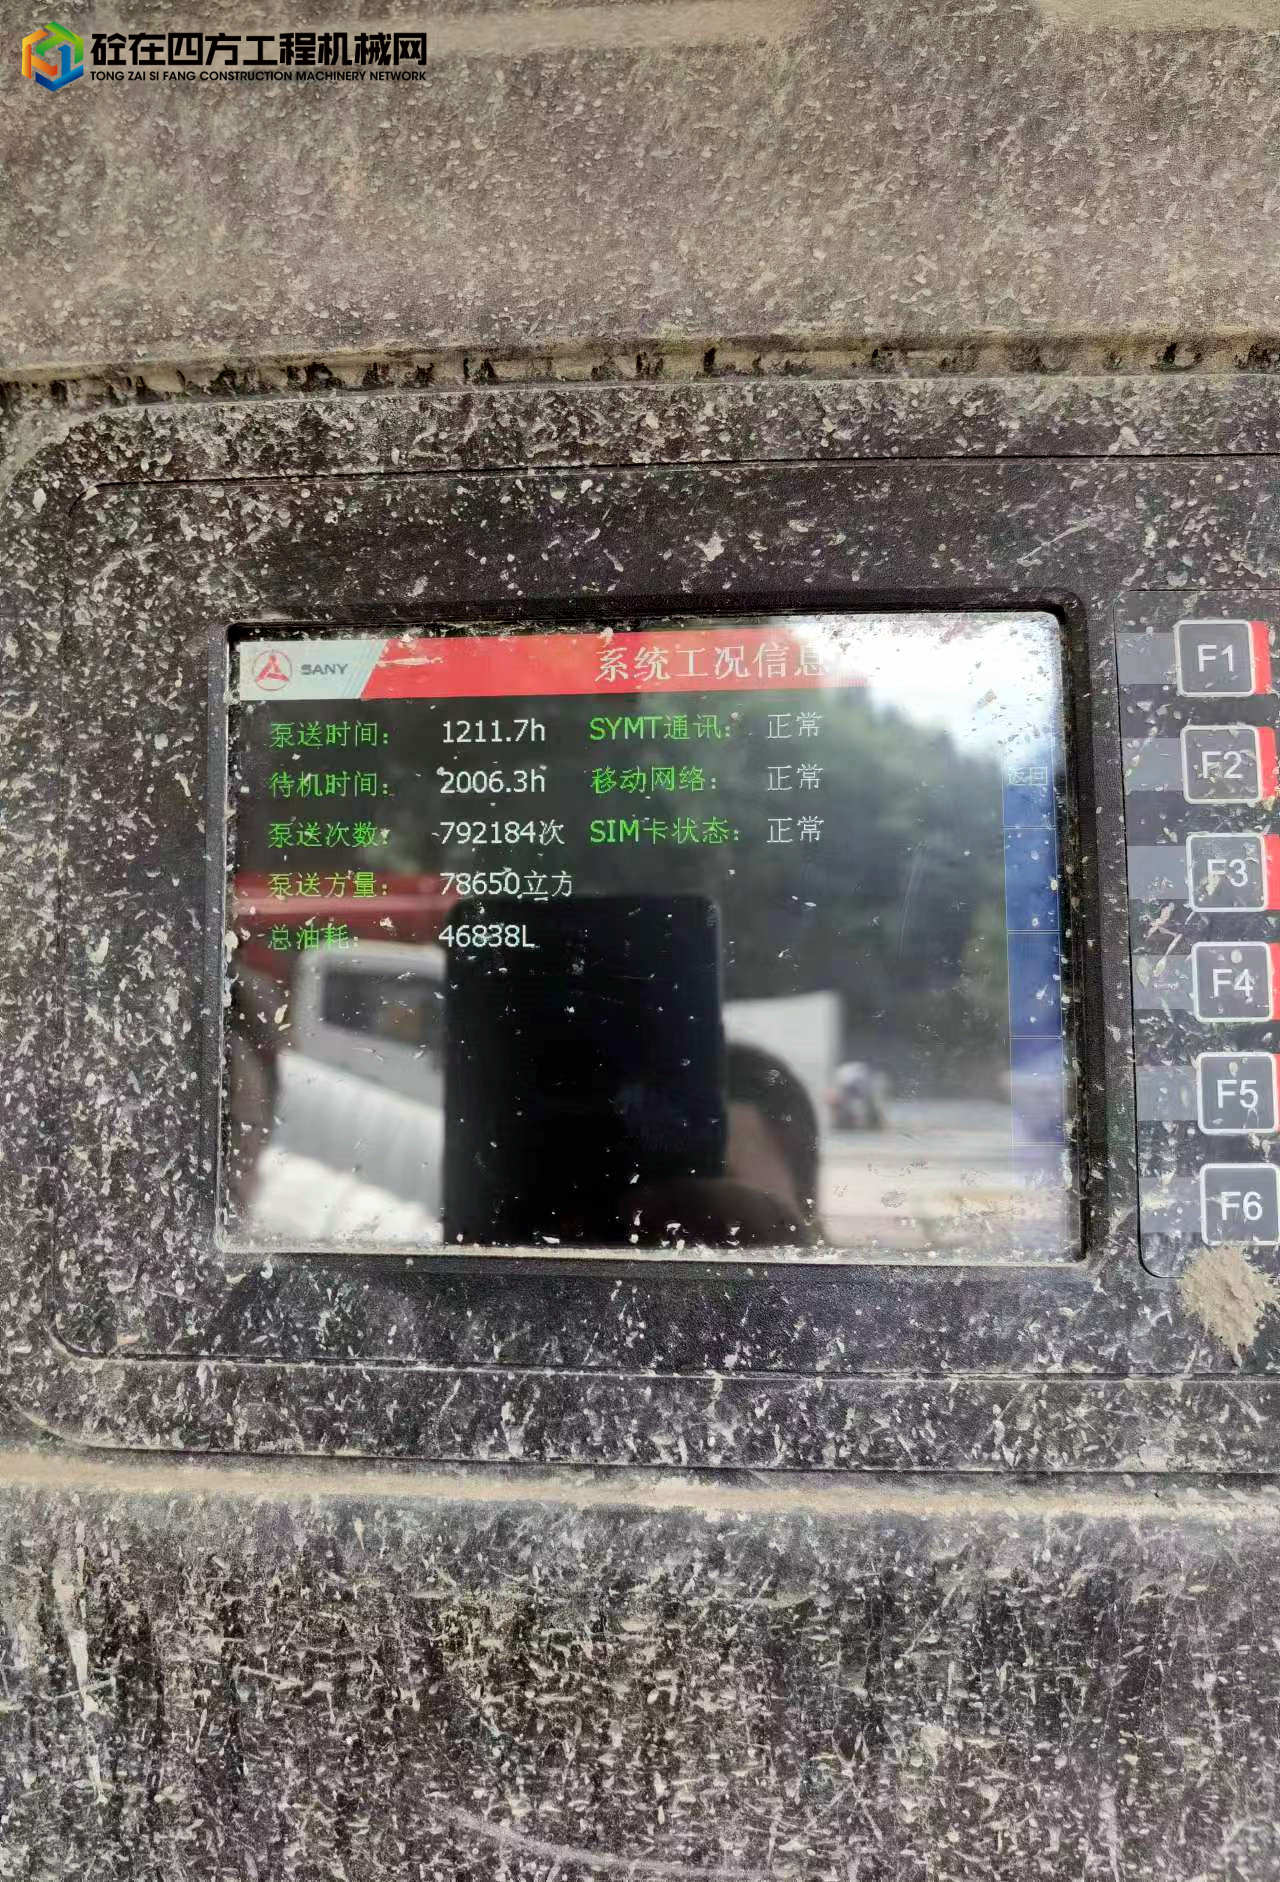 砼在四方工程机械网
TONG ZAI SI FANG CONSTRUCTION MACHINERY NETWORK
SANY 系统工况信息
泵送时间: 1211.7h SYMT通讯: 正常
待机时间: 2006.3h 移动网络: 正常
返回
泵送次数: 792184次 SIM卡状态: 正常
泵送方量: 78650立方
总油耗: 46838L
F1
F2
F3
F4
F5
F6